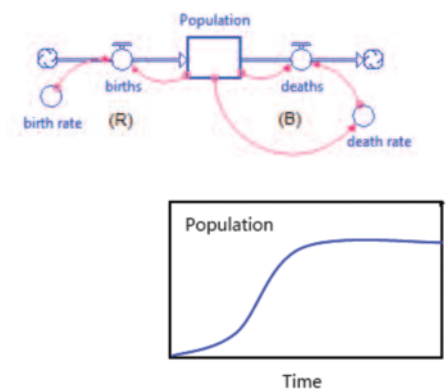 Population
births
deaths
birth rate
(R)
(B)
death rate
Population
Time